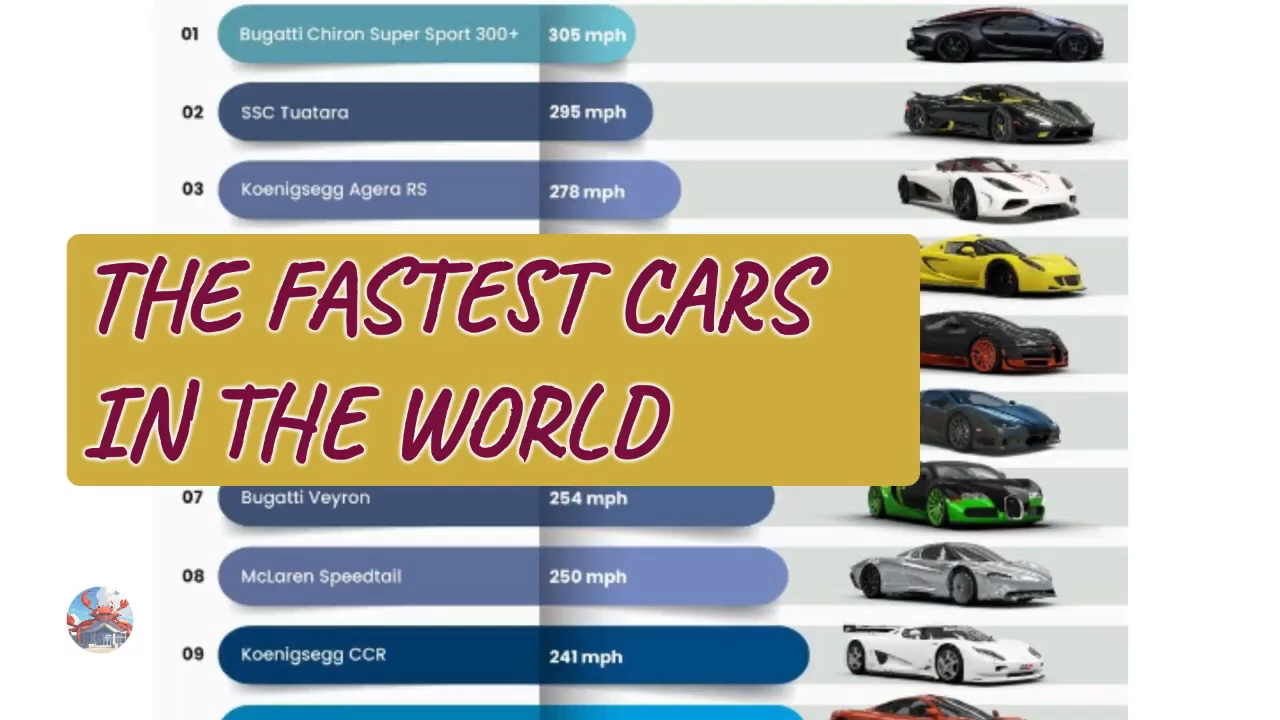 01 Bugatti Chiron Super Sport 300+ 305 mph
02 SSC Tuatara 295 mph
03 Koenigsegg Agera RS 278 mph
THE FASTEST CARS
IN THE WORLD
07 Bugatti Veyron 254 mph
08 McLaren Speedtail 250 mph
09 Koenigsegg CCR 241 mph